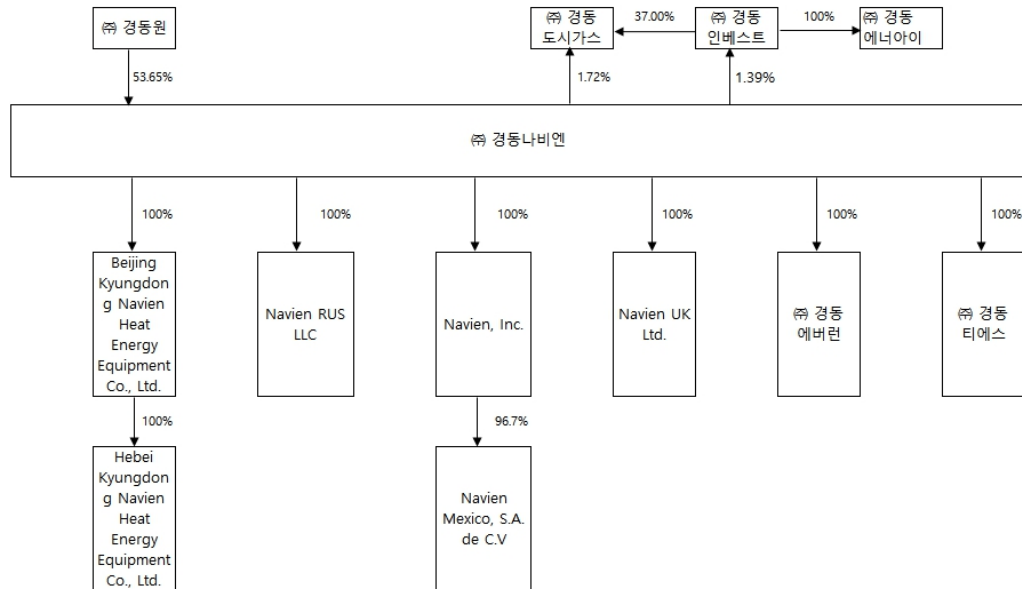 ㈜ 경동원
㈜ 경동
도시가스
37.00%
㈜ 경동
인베스트
100%
㈜ 경동
에너아이
53.65%
1.72%
1.39%
㈜ 경동나비엔
100%
100%
100%
100%
100%
100%
Beijing
Kyungdon
g Navien
Heat
Energy
Equipment
Co., Ltd.
Navien RUS
LLC
Navien, Inc.
Navien UK
Ltd.
㈜ 경동
에버런
㈜ 경동
티에스
100%
96.7%
Hebei
Kyungdon
g Navien
Heat
Energy
Equipment
Co., Ltd.
Navien
Mexico, S.A.
de C.V